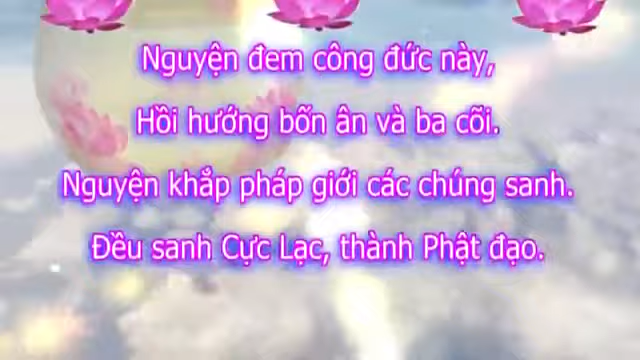 Nguyện đem công đức này,
Hồi hướng bốn ân và ba cõi.
Nguyện khắp pháp giới các chúng sanh.
Đều sanh Cực Lạc, thành Phật đạo.